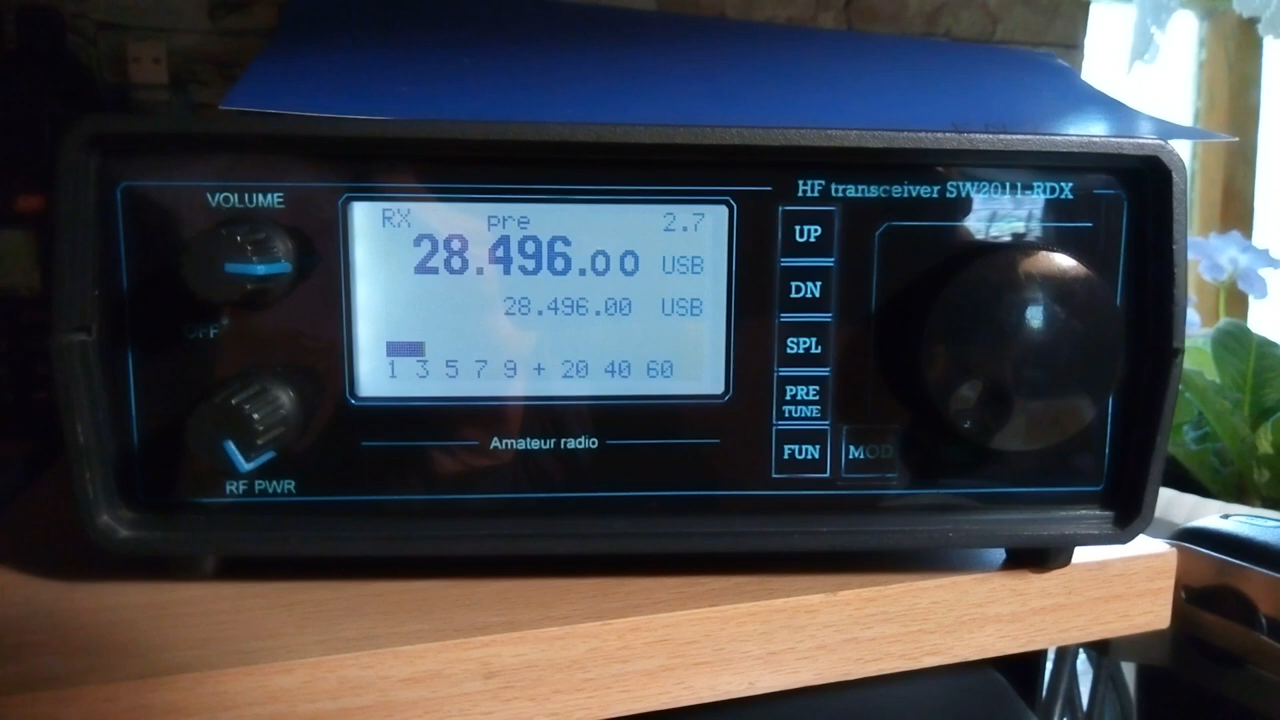 HF transceiver SW2011-RDX
VOLUME
OFF
RF PWR
RX pre 2.7
28.496.00 USB
28.496.00 USB
1 3 5 7 9 + 20 40 60
Amateur radio
UP
DN
SPL
PRE
TUNE
FUN
MOD